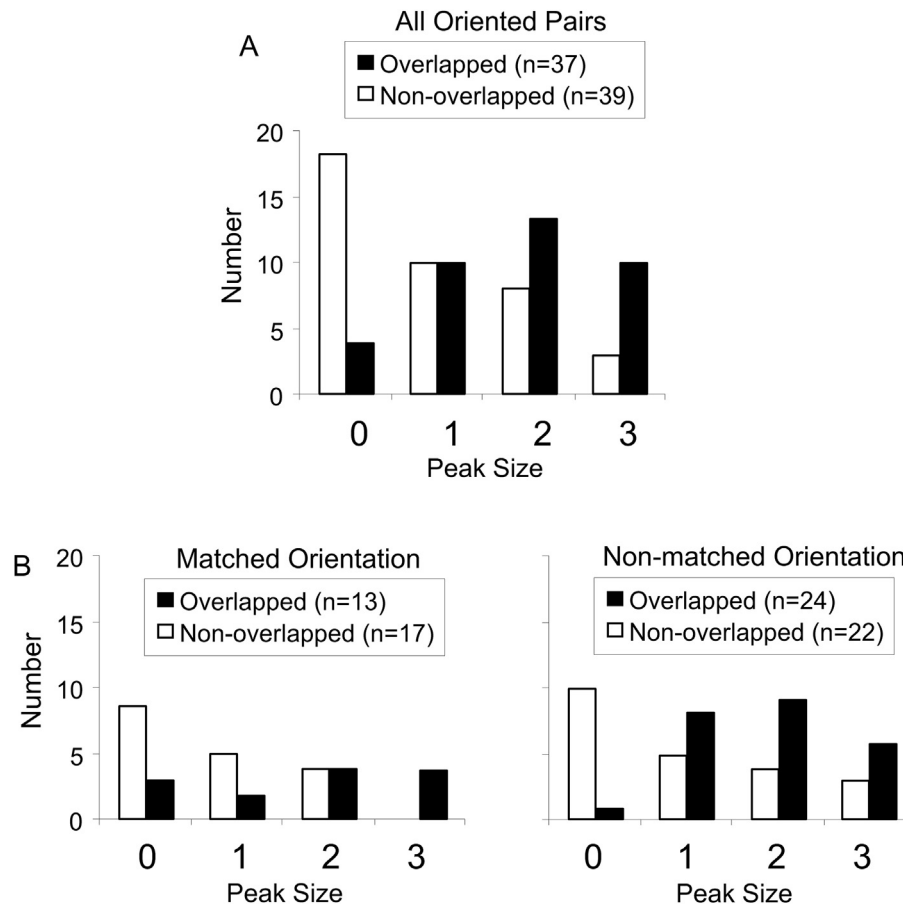 All Oriented Pairs
A
Overlapped (n=37)
Non-overlapped (n=39)
20
15
10
5
0
Number
0 1 2 3
Peak Size
B
Matched Orientation
Overlapped (n=13)
Non-overlapped (n=17)
20
15
10
5
0
Number
0 1 2 3
Peak Size
Non-matched Orientation
Overlapped (n=24)
Non-overlapped (n=22)
0 1 2 3
Peak Size